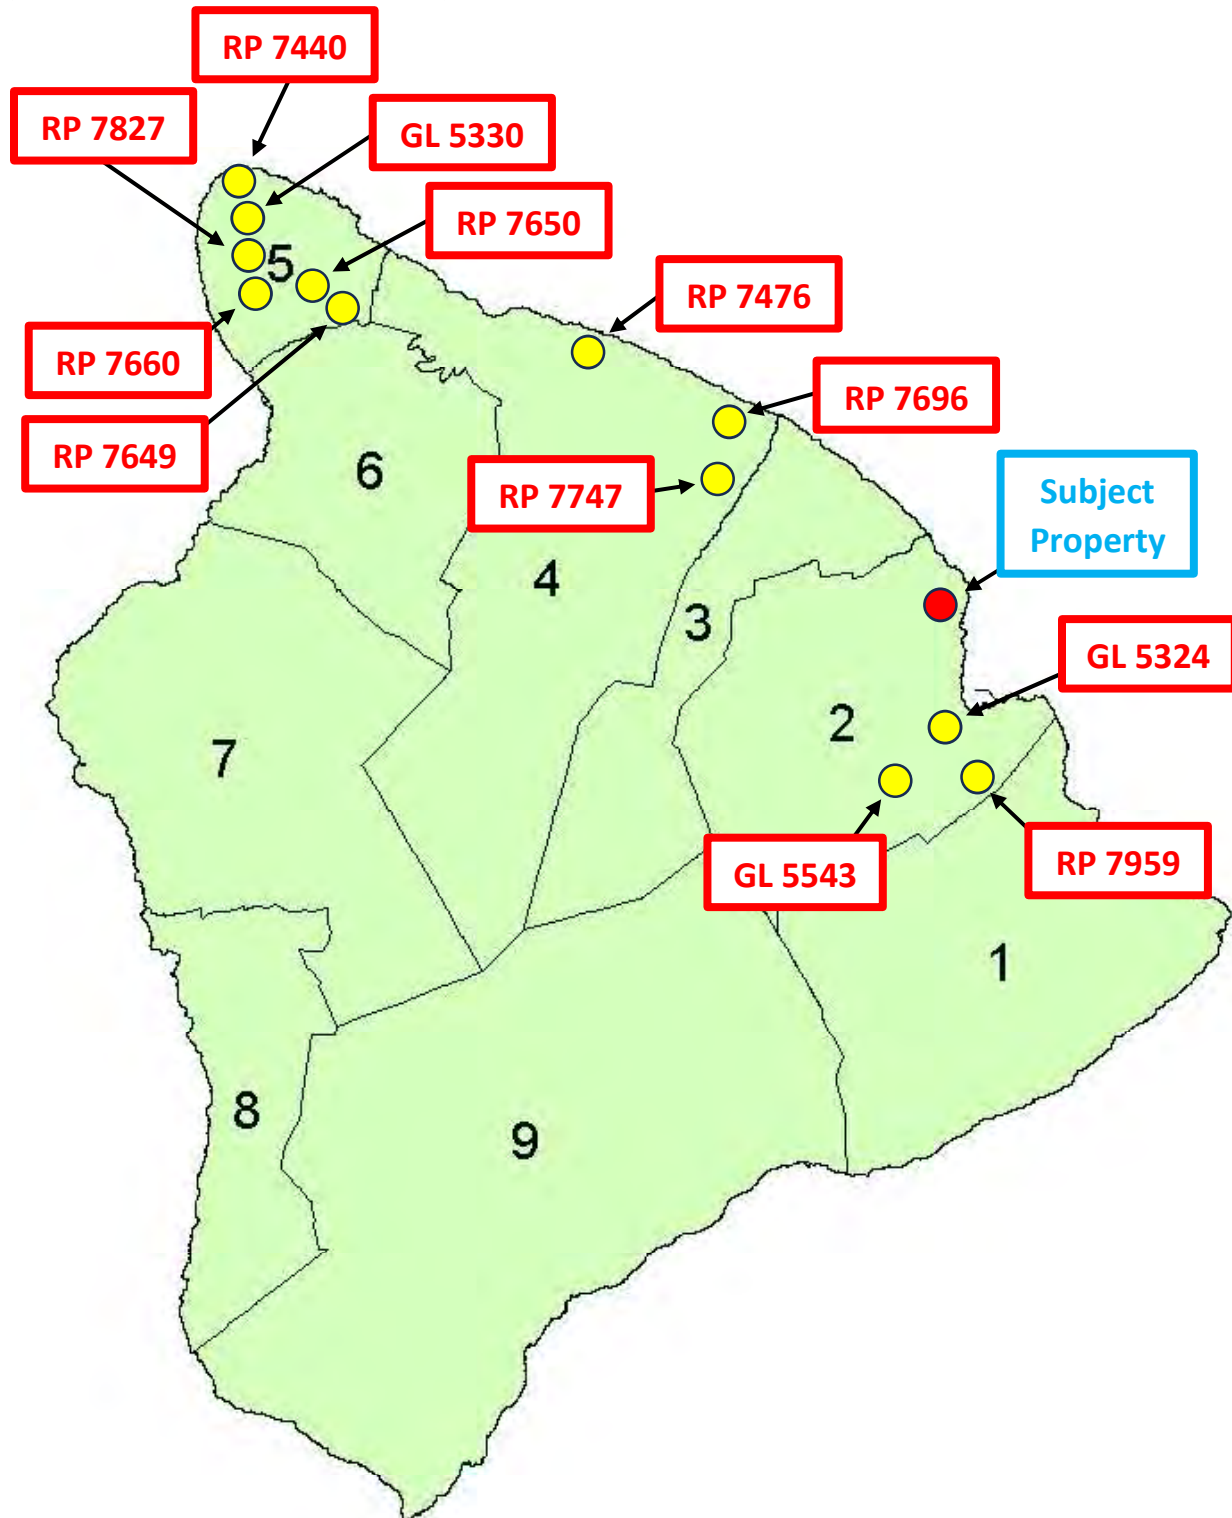 RP 7440
RP 7827
GL 5330
RP 7650
5
RP 7476
RP 7660
RP 7696
RP 7649
6
RP 7747
Subject
Property
4
3
GL 5324
2
7
GL 5543
RP 7959
1
8
9